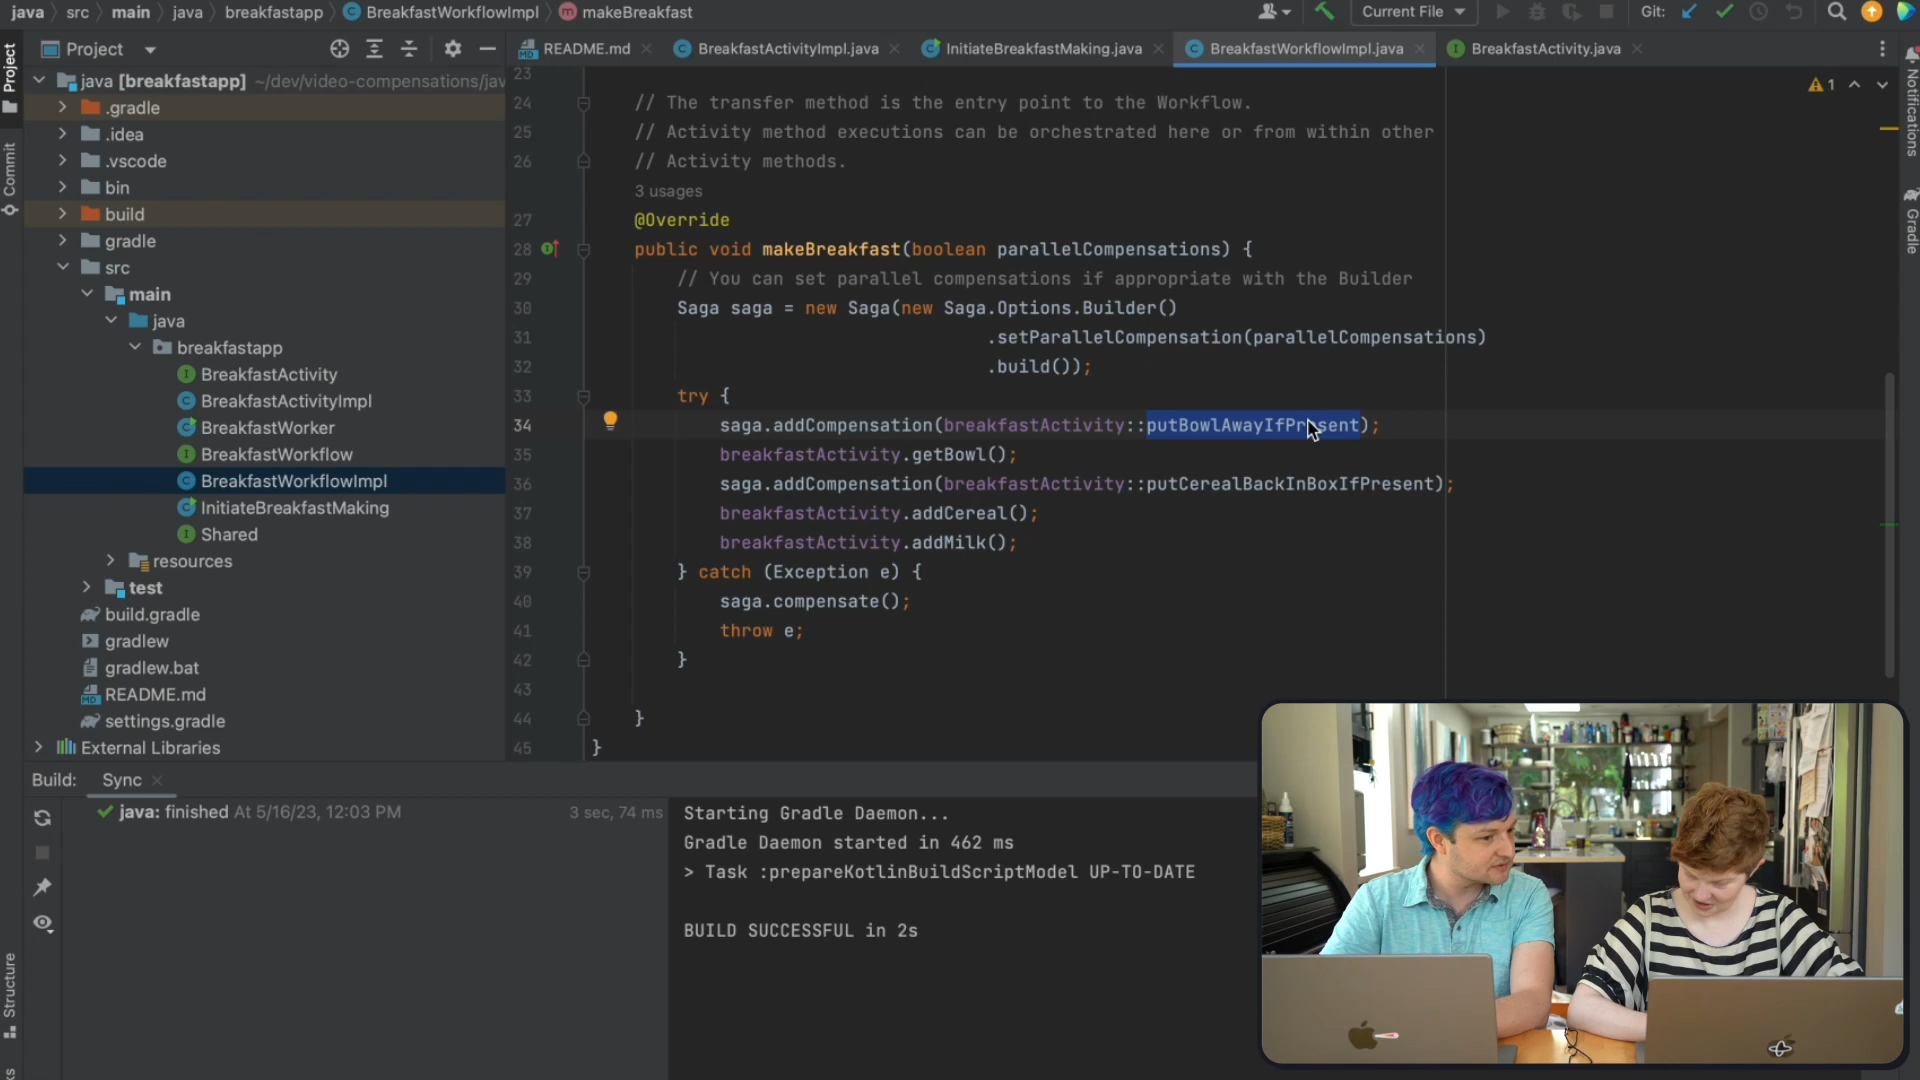 java > src > main > java > breakfastapp > BreakfastWorkflowImpl > makeBreakfast
Current File
Git:
Project
README.md
BreakfastActivityImpl.java
InitiateBreakfastMaking.java
BreakfastWorkflowImpl.java
BreakfastActivity.java
Project
Commit
Structure
Notifications
Gradle
java [breakfastapp] ~/dev/video-compensations/jav
.gradle
.idea
.vscode
bin
build
gradle
src
main
java
breakfastapp
BreakfastActivity
BreakfastActivityImpl
BreakfastWorker
BreakfastWorkflow
BreakfastWorkflowImpl
InitiateBreakfastMaking
Shared
resources
test
build.gradle
gradlew
gradlew.bat
README.md
settings.gradle
External Libraries
1
23
24 // The transfer method is the entry point to the Workflow.
25 // Activity method executions can be orchestrated here or from within other
26 // Activity methods.
3 usages
27 @Override
28 public void makeBreakfast(boolean parallelCompensations) {
29 // You can set parallel compensations if appropriate with the Builder
30 Saga saga = new Saga(new Saga.Options.Builder()
31 .setParallelCompensation(parallelCompensations)
32 .build());
33 try {
34 saga.addCompensation(breakfastActivity::putBowlAwayIfPresent);
35 breakfastActivity.getBowl();
36 saga.addCompensation(breakfastActivity::putCerealBackInBoxIfPresent);
37 breakfastActivity.addCereal();
38 breakfastActivity.addMilk();
39 } catch (Exception e) {
40 saga.compensate();
41 throw e;
42 }
43
44 }
45 }
Build: Sync
java: finished At 5/16/23, 12:03 PM 3 sec, 74 ms
Starting Gradle Daemon...
Gradle Daemon started in 462 ms
> Task :prepareKotlinBuildScriptModel UP-TO-DATE
BUILD SUCCESSFUL in 2s